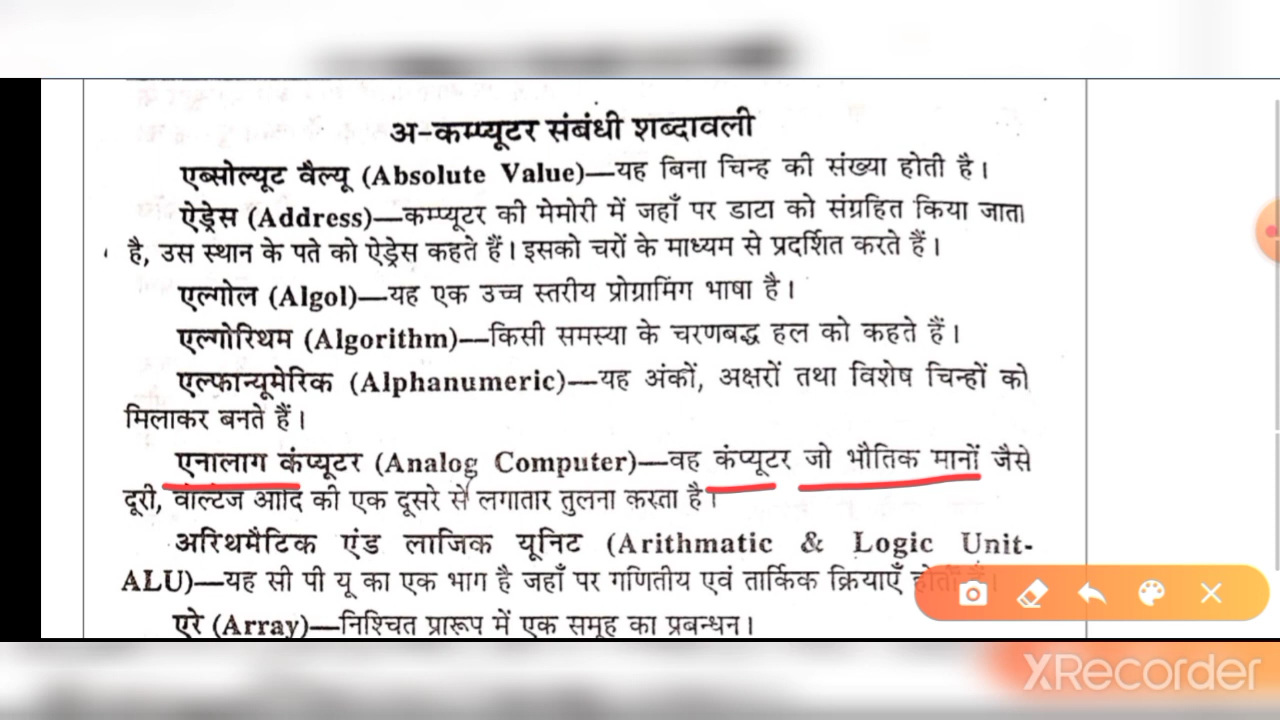 अ-कम्प्यूटर संबंधी शब्दावली
एब्सोल्यूट वैल्यू (Absolute Value)—यह बिना चिन्ह की संख्या होती है।
ऐड्रेस (Address)—कम्प्यूटर की मेमोरी में जहाँ पर डाटा को संग्रहित किया जाता
है, उस स्थान के पते को ऐड्रेस कहते हैं। इसको चरों के माध्यम से प्रदर्शित करते हैं।
एल्गोल (Algol)—यह एक उच्च स्तरीय प्रोग्रामिंग भाषा है।
एल्गोरिथम (Algorithm)—किसी समस्या के चरणबद्ध हल को कहते हैं।
एल्फान्यूमेरिक (Alphanumeric)—यह अंकों, अक्षरों तथा विशेष चिन्हों को
मिलाकर बनते हैं।
एनालाग कंप्यूटर (Analog Computer)—वह कंप्यूटर जो भौतिक मानों जैसे
दूरी, वोल्टेज आदि की एक दूसरे से लगातार तुलना करता है।
अरिथमैटिक एंड लाजिक यूनिट (Arithmatic & Logic Unit-
ALU)—यह सी पी यू का एक भाग है जहाँ पर गणितीय एवं तार्किक क्रियाएँ होतीं हैं।
एरे (Array)—निश्चित प्रारूप में एक समूह का प्रबन्धन।
XRecorder